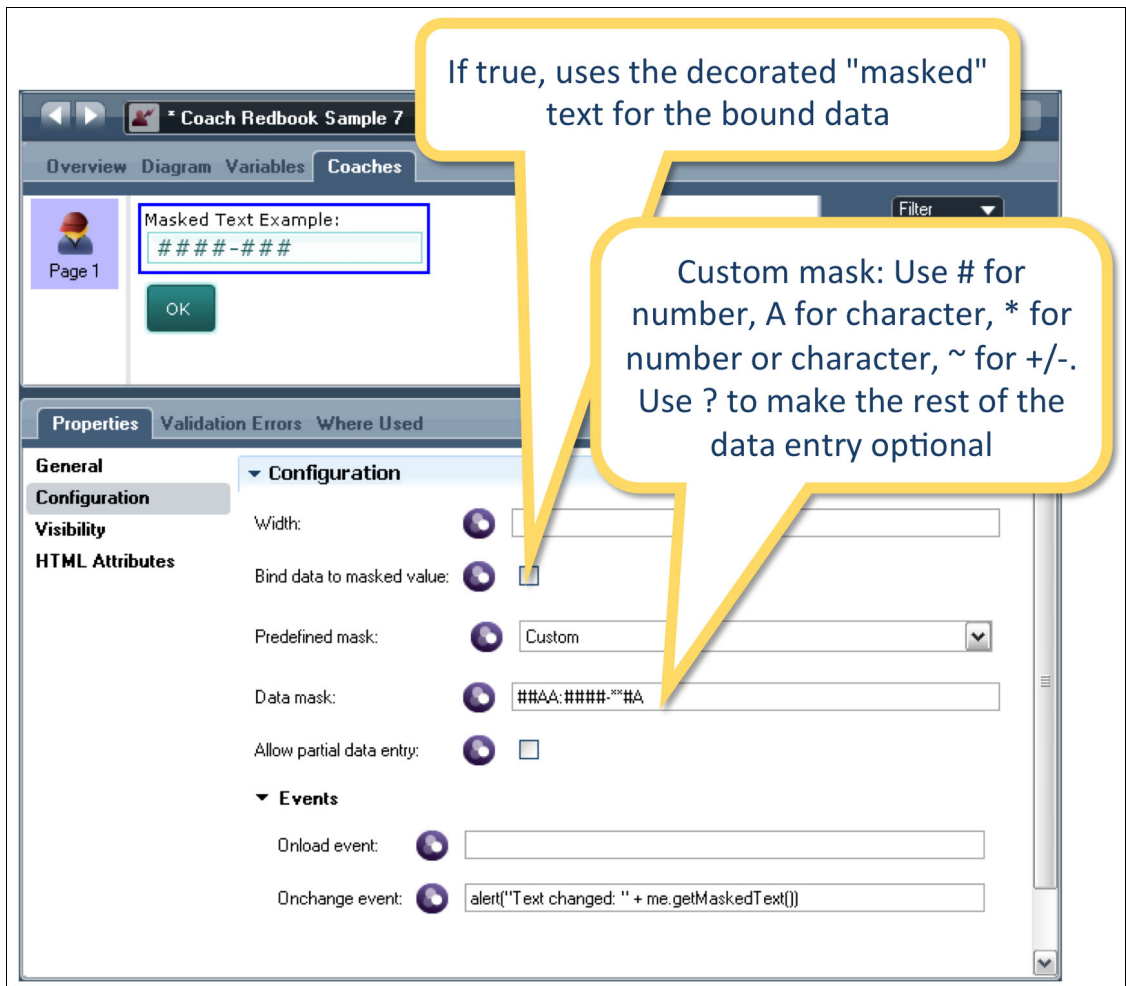 If true, uses the decorated "masked"
text for the bound data
* Coach Redbook Sample 7
Overview Diagram Variables Coaches
Filter
Page 1
Masked Text Example:
####-###
OK
Custom mask: Use # for
number, A for character, * for
number or character, ~ for +/-.
Use ? to make the rest of the
data entry optional
Properties Validation Errors Where Used
General
Configuration
Visibility
HTML Attributes
Configuration
Width:
Bind data to masked value:
Predefined mask: Custom
Data mask: ##AA:####-**#A
Allow partial data entry:
Events
Onload event:
Onchange event: alert("Text changed: " + me.getMaskedText())